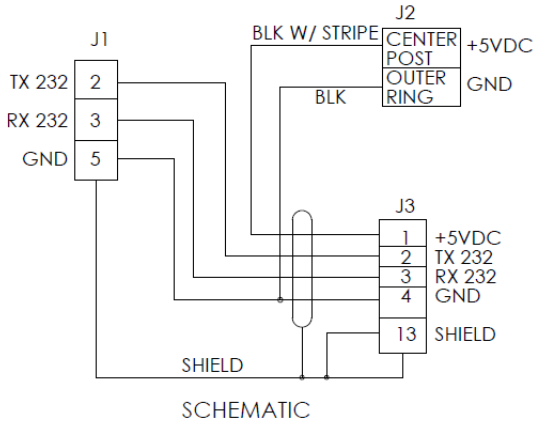 J2
BLK W/ STRIPE
CENTER POST
+5VDC
OUTER RING
GND
BLK
J1
TX 232 2
RX 232 3
GND 5
J3
1 +5VDC
2 TX 232
3 RX 232
4 GND
13 SHIELD
SHIELD
SCHEMATIC